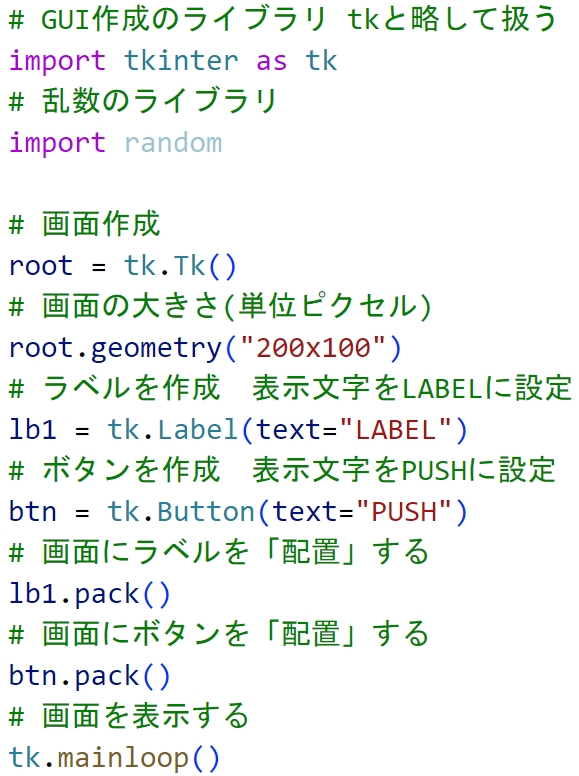 # GUI作成のライブラリ tkと略して扱う
import tkinter as tk
# 乱数のライブラリ
import random
# 画面作成
root = tk.Tk()
# 画面の大きさ(単位ピクセル)
root.geometry("200x100")
# ラベルを作成　表示文字をLABELに設定
lb1 = tk.Label(text="LABEL")
# ボタンを作成　表示文字をPUSHに設定
btn = tk.Button(text="PUSH")
# 画面にラベルを「配置」する
lb1.pack()
# 画面にボタンを「配置」する
btn.pack()
# 画面を表示する
tk.mainloop()